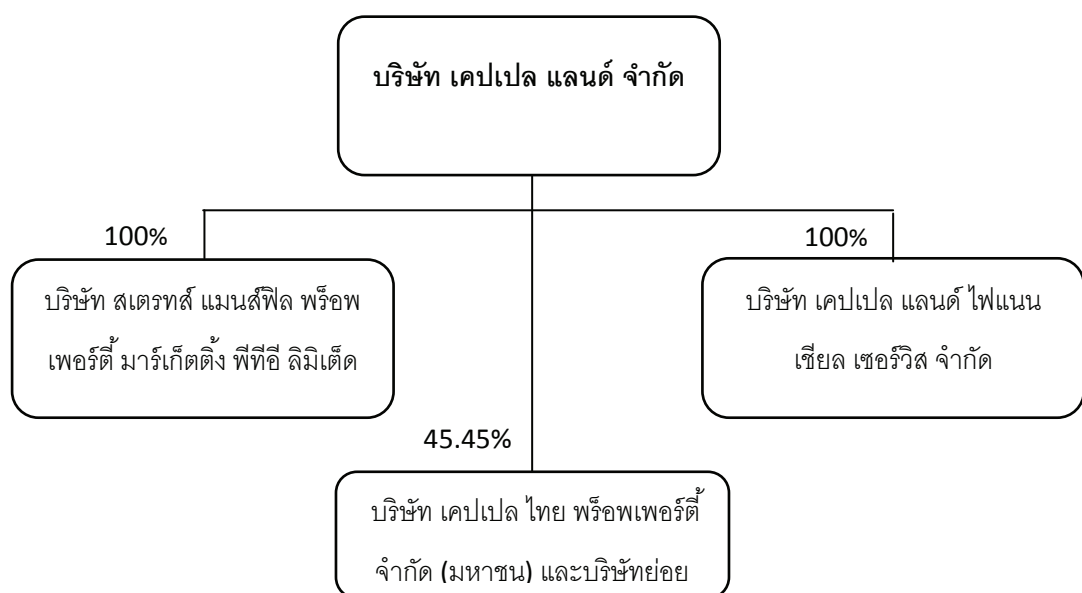 บริษัท เคปเปล แลนด์ จำกัด
100%
100%
บริษัท สเตรทส์ แมนส์ฟิล พร็อพ
เพอร์ตี้ มาร์เก็ตติ้ง พีทีอี ลิมิเต็ด
บริษัท เคปเปล แลนด์ ไฟแนน
เชียล เซอร์วิส จำกัด
45.45%
บริษัท เคปเปล ไทย พร็อพเพอร์ตี้
จำกัด (มหาชน) และบริษัทย่อย